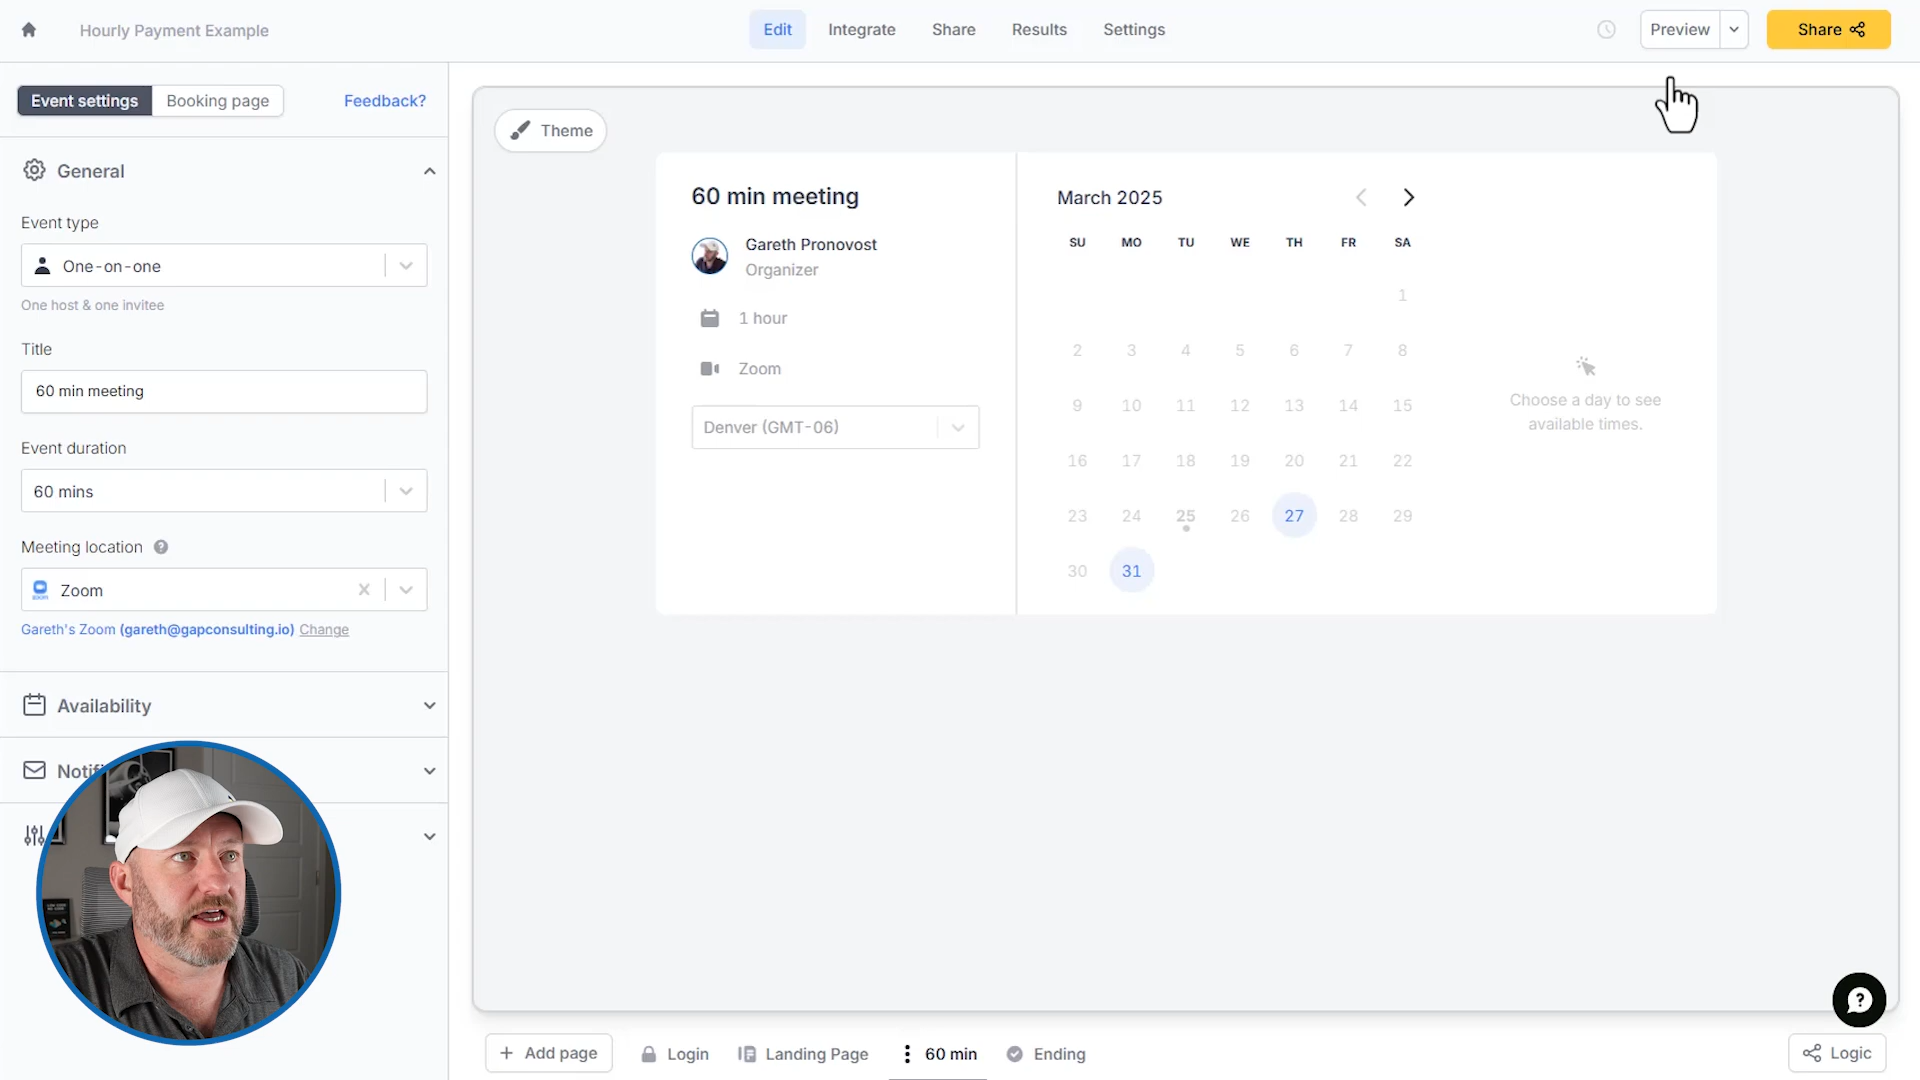 Hourly Payment Example
Edit
Integrate
Share
Results
Settings
Preview
Share
Event settings
Booking page
Feedback?
General
Event type
One-on-one
One host & one invitee
Title
60 min meeting
Event duration
60 mins
Meeting location
Zoom
Gareth's Zoom (gareth@gapconsulting.io) Change
Availability
Theme
60 min meeting
Gareth Pronovost
Organizer
1 hour
Zoom
Denver (GMT-06)
March 2025
SU MO TU WE TH FR SA
1
2 3 4 5 6 7 8
9 10 11 12 13 14 15
16 17 18 19 20 21 22
23 24 25 26 27 28 29
30 31
Choose a day to see
available times.
+ Add page
Login
Landing Page
60 min
Ending
Logic